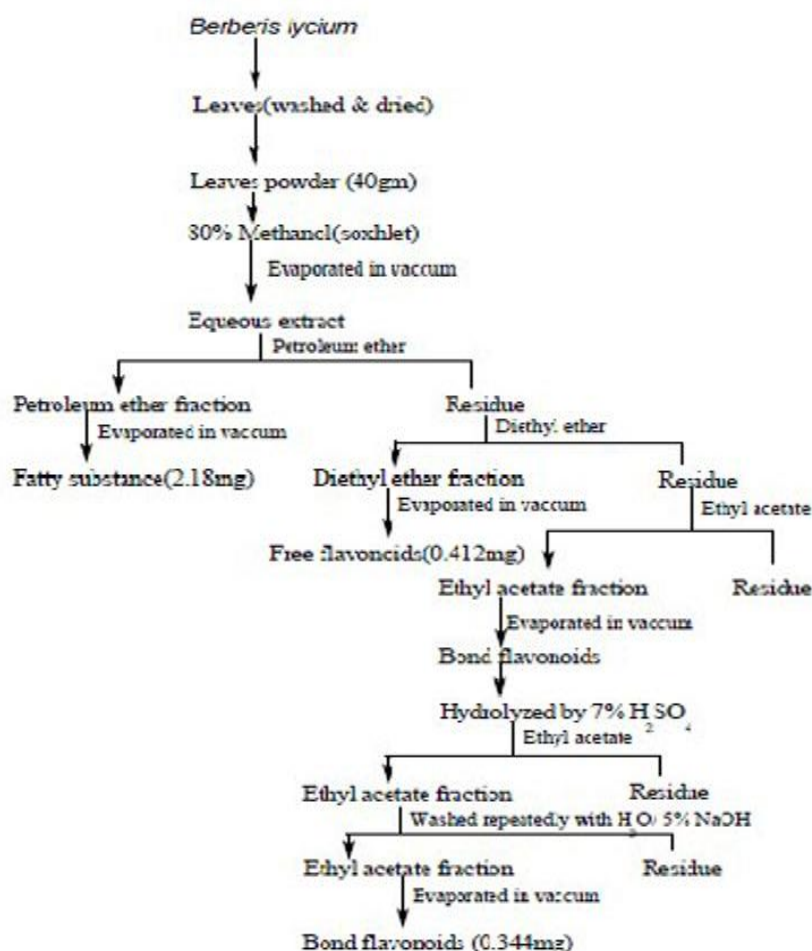 Berberis lycium
Leaves(washed & dried)
Leaves powder (40gm)
80% Methanol(soxhlet)
Evaporated in vaccum
Equeous extract
Petroleum ether
Petroleum ether fraction Residue
Evaporated in vaccum Diethyl ether
Fatty substance(2.18mg) Diethyl ether fraction Residue
Evaporated in vaccum Ethyl acetate
Free flavonoids(0.412mg)
Ethyl acetate fraction Residue
Evaporated in vaccum
Bond flavonoids
Hydrolyzed by 7% H₂SO₄
Ethyl acetate
Ethyl acetate fraction Residue
Washed repeatedly with H₂O/ 5% NaOH
Ethyl acetate fraction Residue
Evaporated in vaccum
Bond flavonoids (0.344mg)